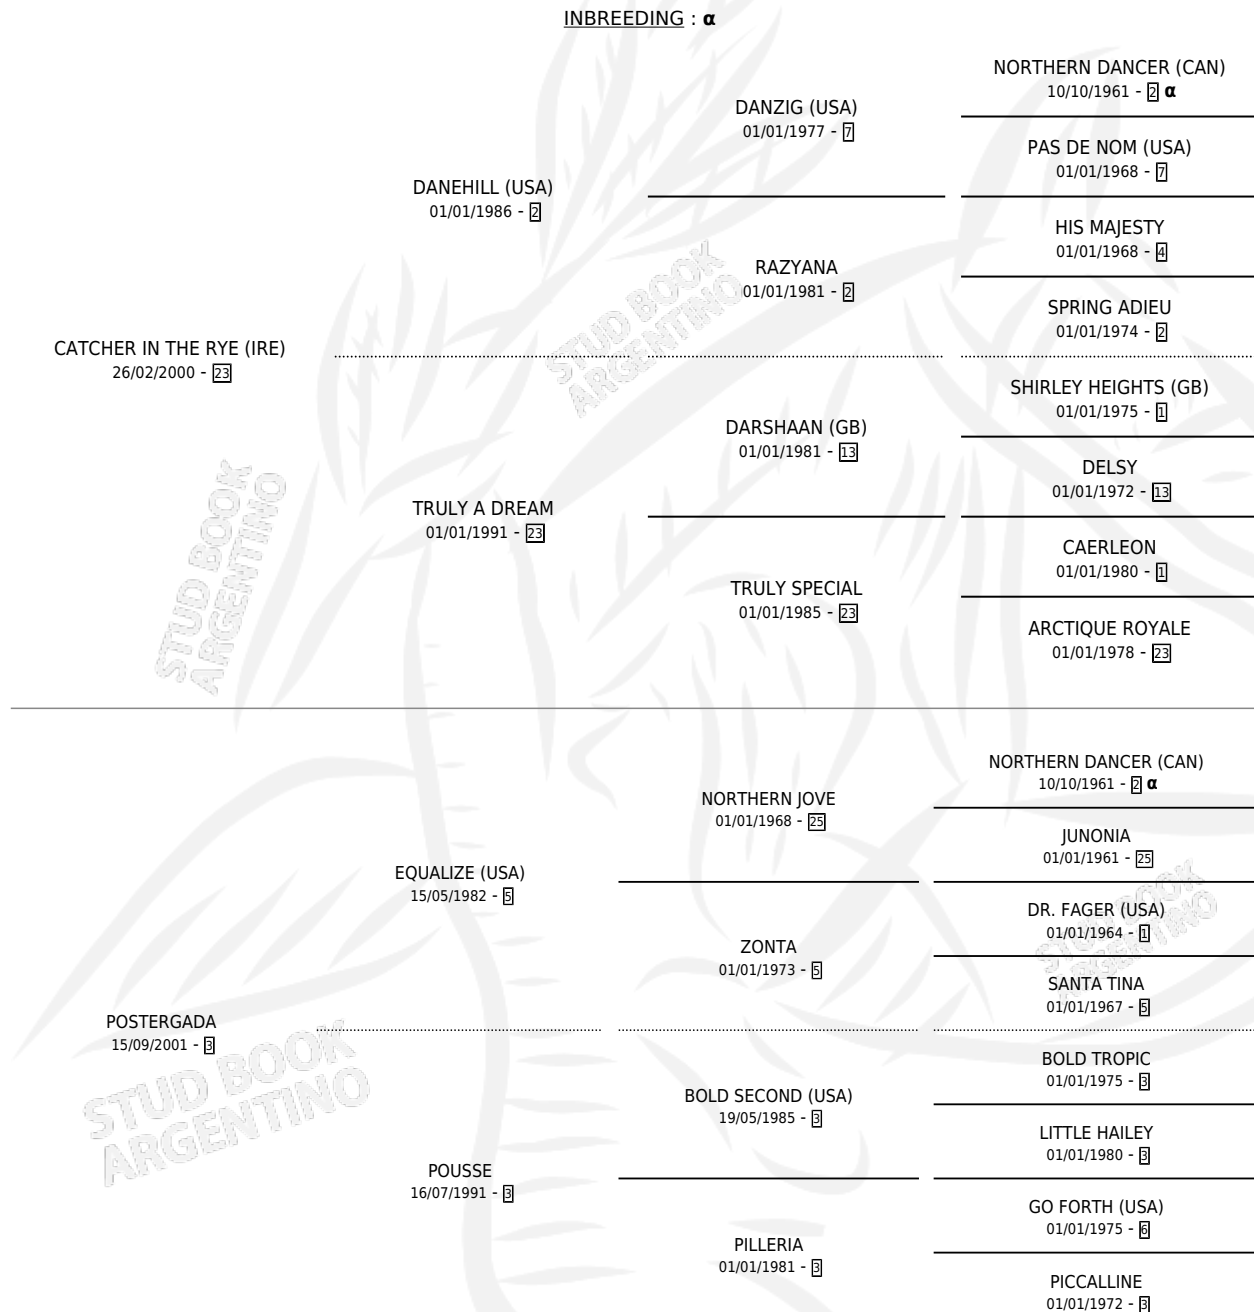 INBREEDING : α
NORTHERN DANCER (CAN)
10/10/1961 - 2 α
DANZIG (USA)
01/01/1977 - 7
PAS DE NOM (USA)
01/01/1968 - 7
DANEHILL (USA)
01/01/1986 - 2
HIS MAJESTY
01/01/1968 - 4
RAZYANA
01/01/1981 - 2
SPRING ADIEU
01/01/1974 - 2
CATCHER IN THE RYE (IRE)
26/02/2000 - 23
SHIRLEY HEIGHTS (GB)
01/01/1975 - 1
DARSHAAN (GB)
01/01/1981 - 13
DELSY
01/01/1972 - 13
TRULY A DREAM
01/01/1991 - 23
CAERLEON
01/01/1980 - 1
TRULY SPECIAL
01/01/1985 - 23
ARCTIQUE ROYALE
01/01/1978 - 23
NORTHERN DANCER (CAN)
10/10/1961 - 2 α
NORTHERN JOVE
01/01/1968 - 25
JUNONIA
01/01/1961 - 25
EQUALIZE (USA)
15/05/1982 - 5
DR. FAGER (USA)
01/01/1964 - 1
ZONTA
01/01/1973 - 5
SANTA TINA
01/01/1967 - 5
POSTERGADA
15/09/2001 - 3
BOLD TROPIC
01/01/1975 - 3
BOLD SECOND (USA)
19/05/1985 - 3
LITTLE HAILEY
01/01/1980 - 3
POUSSE
16/07/1991 - 3
GO FORTH (USA)
01/01/1975 - 6
PILLERIA
01/01/1981 - 3
PICCALLINE
01/01/1972 - 3
STUD BOOK
ARGENTINO
STUD BOOK
ARGENTINO
STUD BOOK
ARGENTINO
STUD BOOK
ARGENTINO